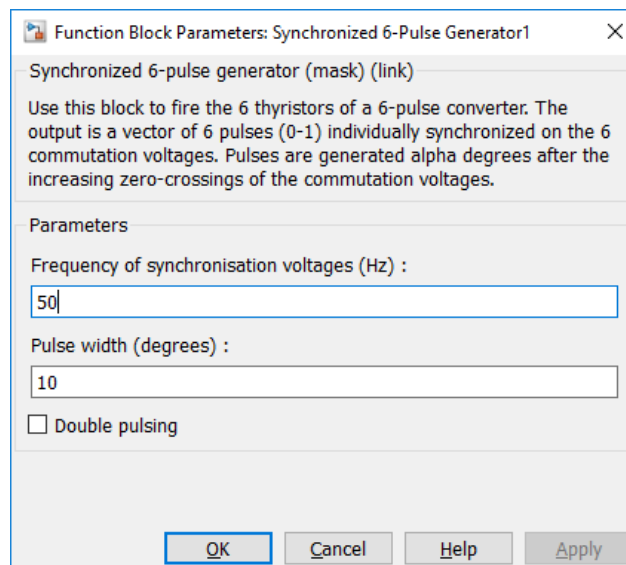 Function Block Parameters: Synchronized 6-Pulse Generator1
Synchronized 6-pulse generator (mask) (link)
Use this block to fire the 6 thyristors of a 6-pulse converter. The
output is a vector of 6 pulses (0-1) individually synchronized on the 6
commutation voltages. Pulses are generated alpha degrees after the
increasing zero-crossings of the commutation voltages.
Parameters
Frequency of synchronisation voltages (Hz) :
50
Pulse width (degrees) :
10
Double pulsing
OK Cancel Help Apply